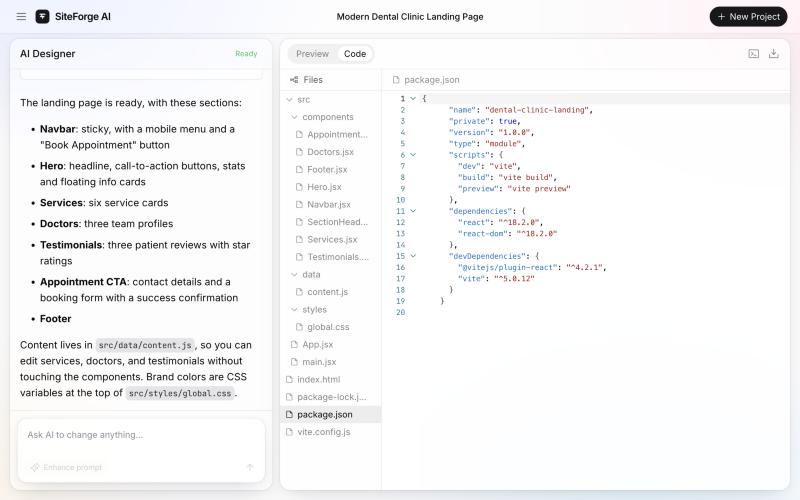 SiteForge AI
Modern Dental Clinic Landing Page
+ New Project
AI Designer
Ready
The landing page is ready, with these sections:
• Navbar: sticky, with a mobile menu and a
"Book Appointment" button
• Hero: headline, call-to-action buttons, stats
and floating info cards
• Services: six service cards
• Doctors: three team profiles
• Testimonials: three patient reviews with star
ratings
• Appointment CTA: contact details and a
booking form with a success confirmation
• Footer
Content lives in src/data/content.js, so you can
edit services, doctors, and testimonials without
touching the components. Brand colors are CSS
variables at the top of src/styles/global.css.
Ask AI to change anything...
Enhance prompt
Preview
Code
Files
src
components
Appointment...
Doctors.jsx
Footer.jsx
Hero.jsx
Navbar.jsx
SectionHead...
Services.jsx
Testimonials....
data
content.js
styles
global.css
App.jsx
main.jsx
index.html
package-lock.j...
package.json
vite.config.js
package.json
1 {
2 "name": "dental-clinic-landing",
3 "private": true,
4 "version": "1.0.0",
5 "type": "module",
6 "scripts": {
7 "dev": "vite",
8 "build": "vite build",
9 "preview": "vite preview"
10 },
11 "dependencies": {
12 "react": "^18.2.0",
13 "react-dom": "^18.2.0"
14 },
15 "devDependencies": {
16 "@vitejs/plugin-react": "^4.2.1",
17 "vite": "^5.0.12"
18 }
19 }
20